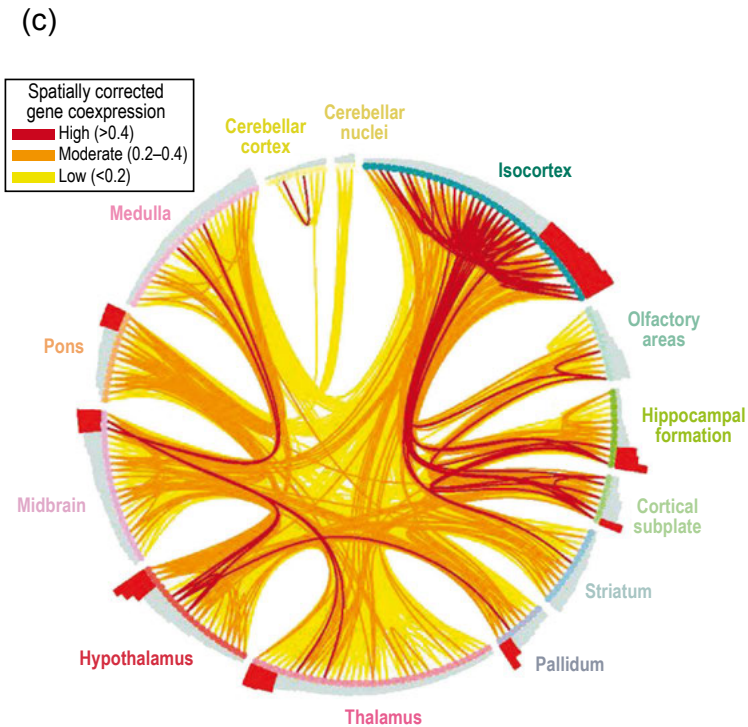 (c)
Spatially corrected
gene coexpression
High (>0.4)
Moderate (0.2–0.4)
Low (<0.2)
Cerebellar
cortex
Cerebellar
nuclei
Isocortex
Medulla
Olfactory
areas
Pons
Hippocampal
formation
Midbrain
Cortical
subplate
Striatum
Hypothalamus
Pallidum
Thalamus